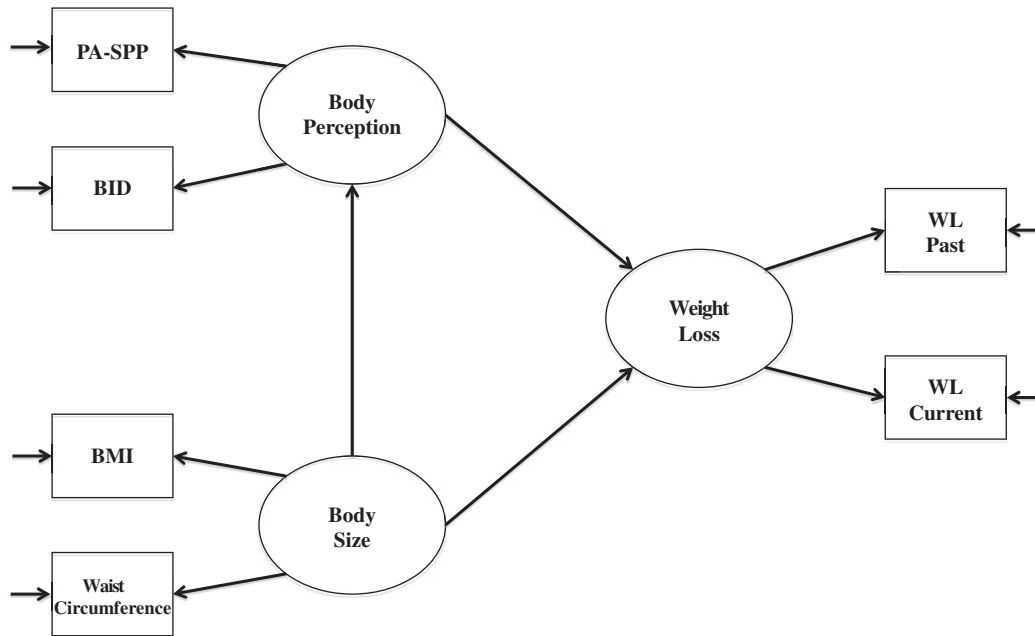 PA-SPP
Body
Perception
BID
WL
Past
Weight
Loss
WL
Current
BMI
Body
Size
Waist
Circumference